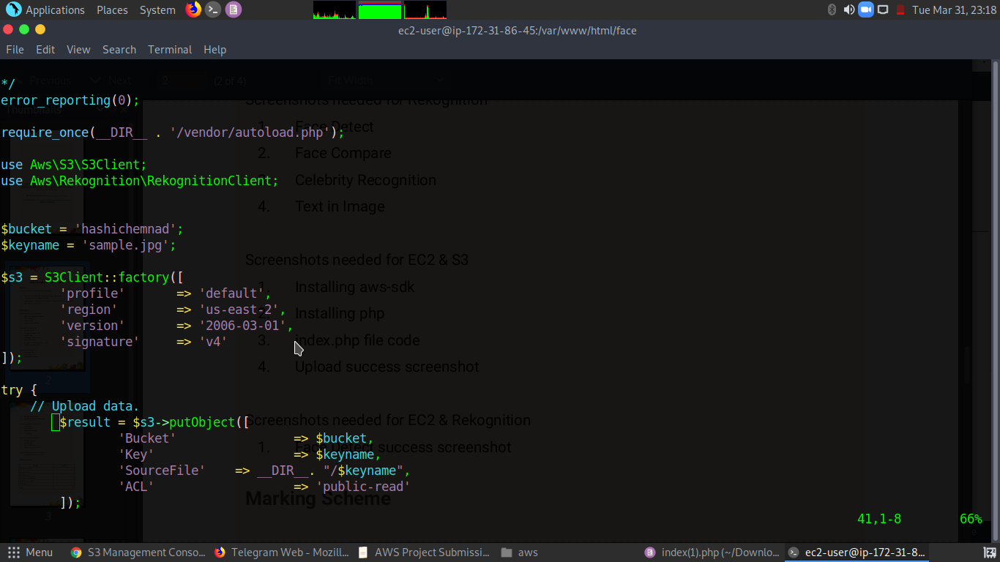 Applications Places System Tue Mar 31, 23:18
ec2-user@ip-172-31-86-45:/var/www/html/face
File Edit View Search Terminal Help
Previous Next 2 (2 of 4) Fit Width
*/
error_reporting(0);
Screenshots needed for Rekognition
Thumbnails
1. Face Detect
require_once(__DIR__ . '/vendor/autoload.php');
2. Face Compare
use Aws\S3\S3Client;
use Aws\Rekognition\RekognitionClient;
3. Celebrity Recognition
4. Text in Image
$bucket = 'hashichemnad';
$keyname = 'sample.jpg';
Screenshots needed for EC2 & S3
$s3 = S3Client::factory([
1. Installing aws-sdk
'profile' => 'default',
'region' => 'us-east-2',
2. Installing php
'version' => '2006-03-01',
'signature' => 'v4'
3. index.php file code
]);
4. Upload success screenshot
2
try {
// Upload data.
$result = $s3->putObject([
Screenshots needed for EC2 & Rekognition
'Bucket' => $bucket,
1. Face Detect success screenshot
'Key' => $keyname,
'SourceFile' => __DIR__. "/$keyname",
'ACL' => 'public-read'
Marking Scheme
]);
3
41,1-8 66%
Menu S3 Management Conso... Telegram Web - Mozill... AWS Project Submissi... aws index(1).php (~/Downlo... ec2-user@ip-172-31-8...